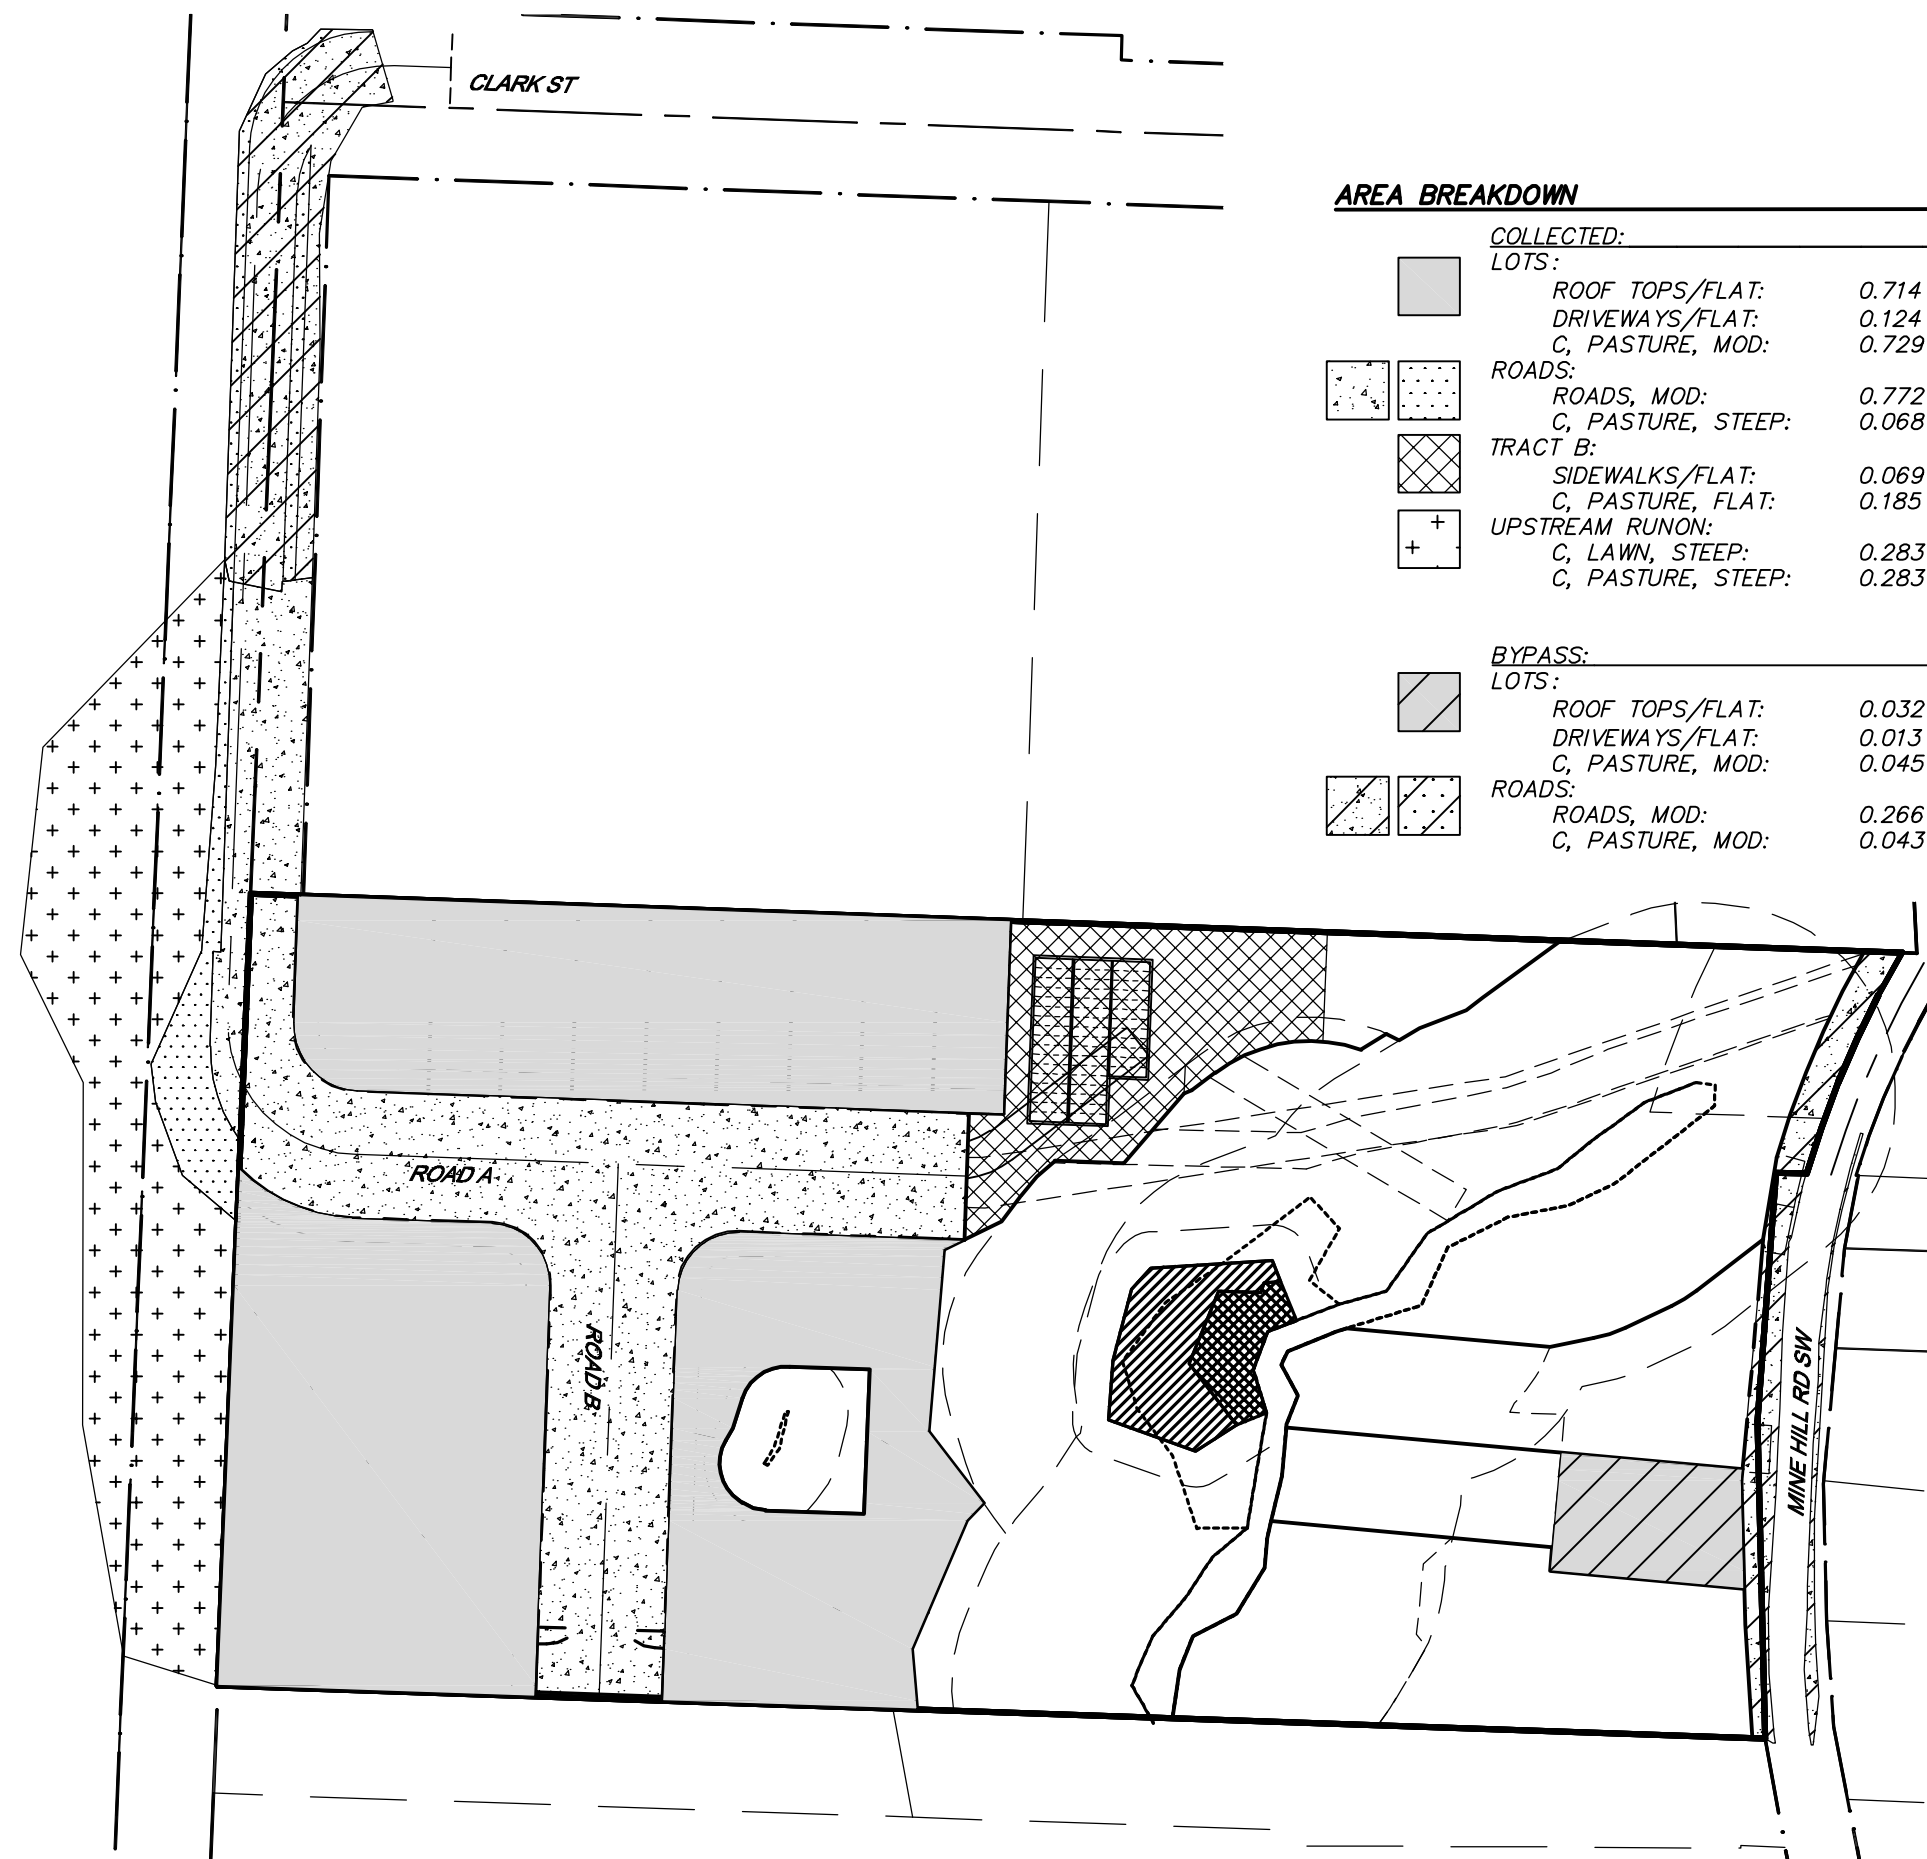 CLARK ST
AREA BREAKDOWN
COLLECTED:
LOTS:
ROOF TOPS/FLAT: 0.714
DRIVEWAYS/FLAT: 0.124
C, PASTURE, MOD: 0.729
ROADS:
ROADS, MOD: 0.772
C, PASTURE, STEEP: 0.068
TRACT B:
SIDEWALKS/FLAT: 0.069
C, PASTURE, FLAT: 0.185
UPSTREAM RUNON:
C, LAWN, STEEP: 0.283
C, PASTURE, STEEP: 0.283
BYPASS:
LOTS:
ROOF TOPS/FLAT: 0.032
DRIVEWAYS/FLAT: 0.013
C, PASTURE, MOD: 0.045
ROADS:
ROADS, MOD: 0.266
C, PASTURE, MOD: 0.043
ROAD A
ROAD B
MINE HILL RD SW